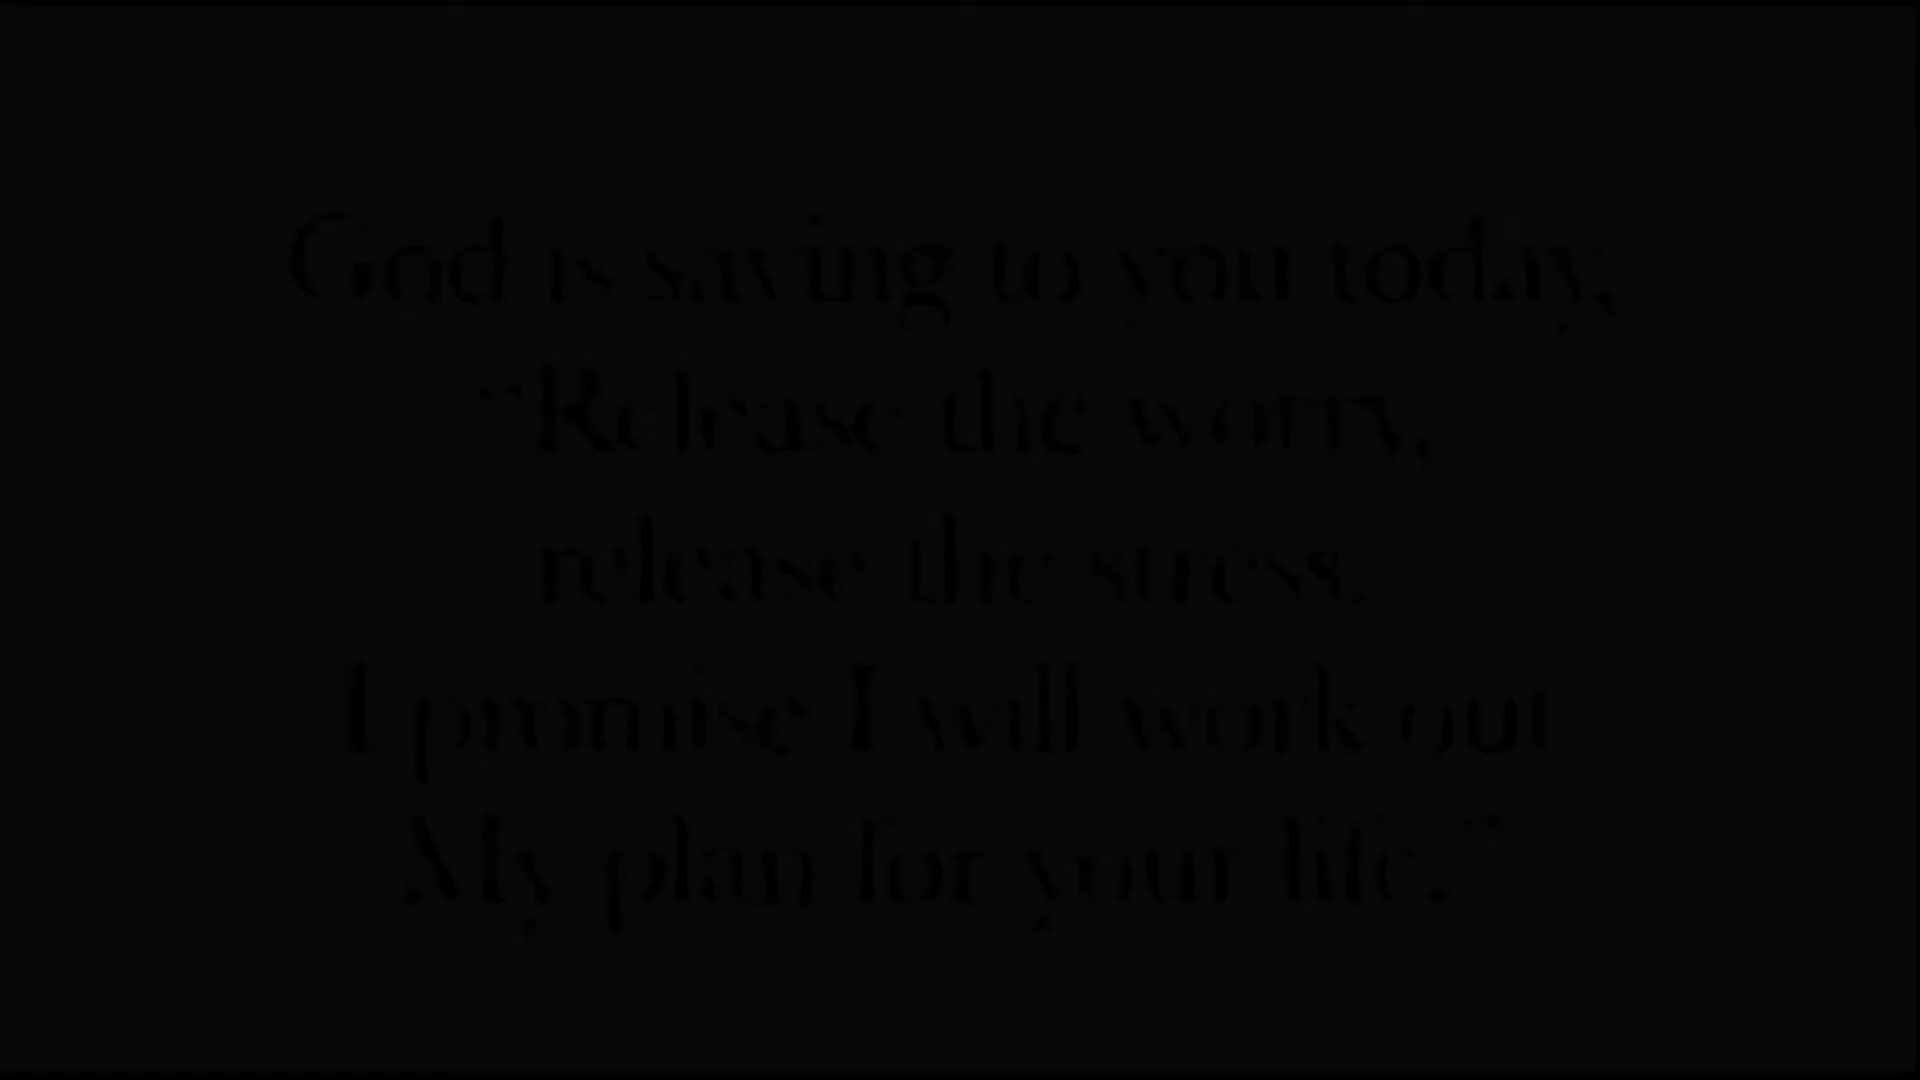 God is saying to you today,
“Release the worry,
release the stress.
I promise I will work out
My plan for your life.”